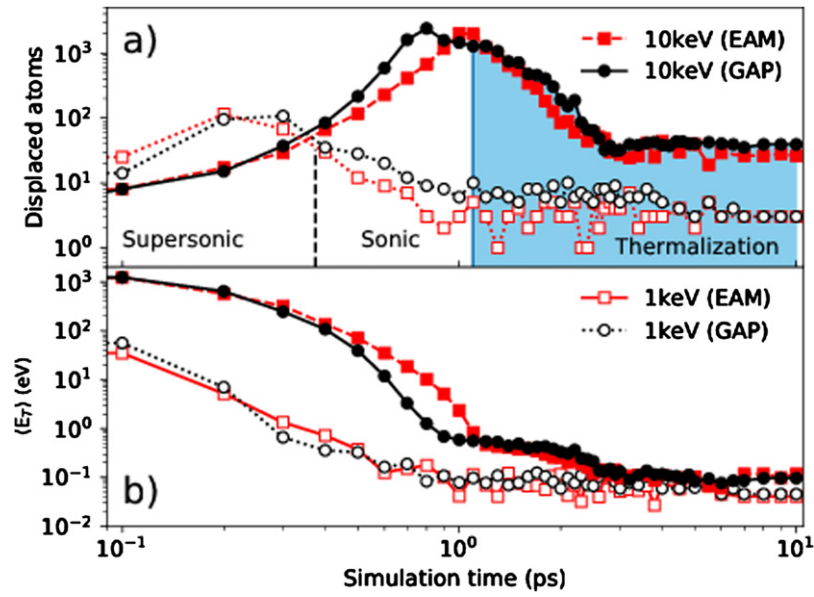 a)
10keV (EAM)
10keV (GAP)
Displaced atoms
10³
10²
10¹
10⁰
Supersonic
Sonic
Thermalization
b)
1keV (EAM)
1keV (GAP)
⟨E_T⟩ (eV)
10³
10²
10¹
10⁰
10⁻¹
10⁻²
10⁻¹ 10⁰ 10¹
Simulation time (ps)